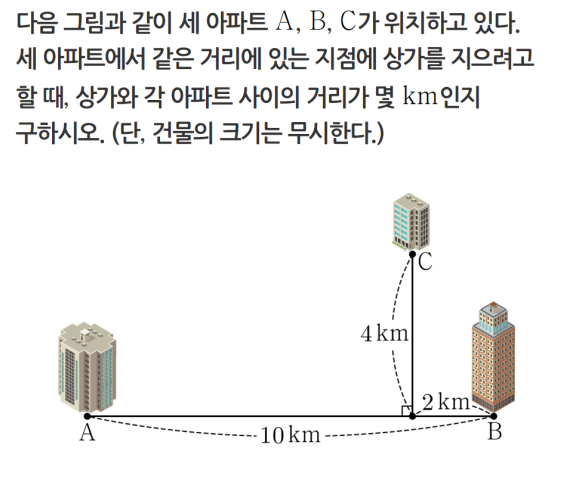 다음 그림과 같이 세 아파트 A, B, C가 위치하고 있다.
세 아파트에서 같은 거리에 있는 지점에 상가를 지으려고
할 때, 상가와 각 아파트 사이의 거리가 몇 km인지
구하시오. (단, 건물의 크기는 무시한다.)
C
4 km
2 km
A
10 km
B